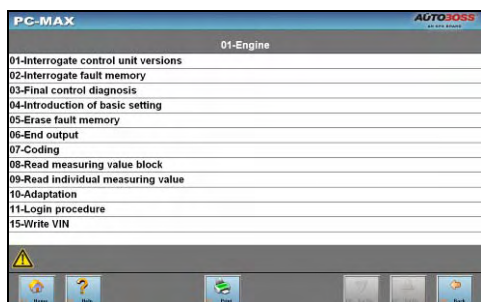 PC-MAX
AUTOBOSS
01-Engine
01-Interrogate control unit versions
02-Interrogate fault memory
03-Final control diagnosis
04-Introduction of basic setting
05-Erase fault memory
06-End output
07-Coding
08-Read measuring value block
09-Read individual measuring value
10-Adaptation
11-Login procedure
15-Write VIN
Home Help Print Back